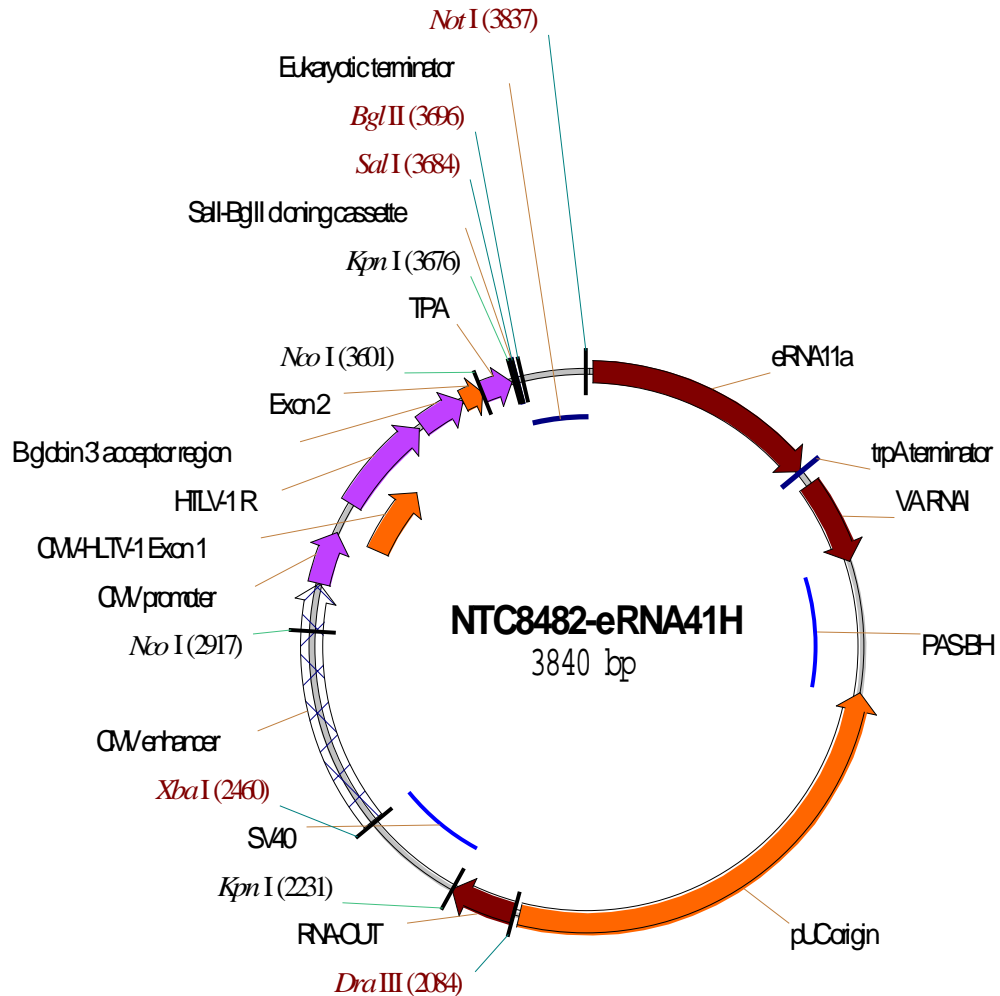 Not I (3837)
Eukaryotic terminator
Bgl II (3696)
Sal I (3684)
SalI-BglII cloning cassette
Kpn I (3676)
TPA
Nco I (3601)
Exon 2
B globin 3' acceptor region
HTLV-1 R
CMV-HLTV-1 Exon 1
CMV promoter
Nco I (2917)
CMV enhancer
Xba I (2460)
SV40
Kpn I (2231)
RNA-OUT
Dra III (2084)
eRNA11a
trpA terminator
VA RNAI
PAS-BH
pUC origin
NTC8482-eRNA41H
3840 bp